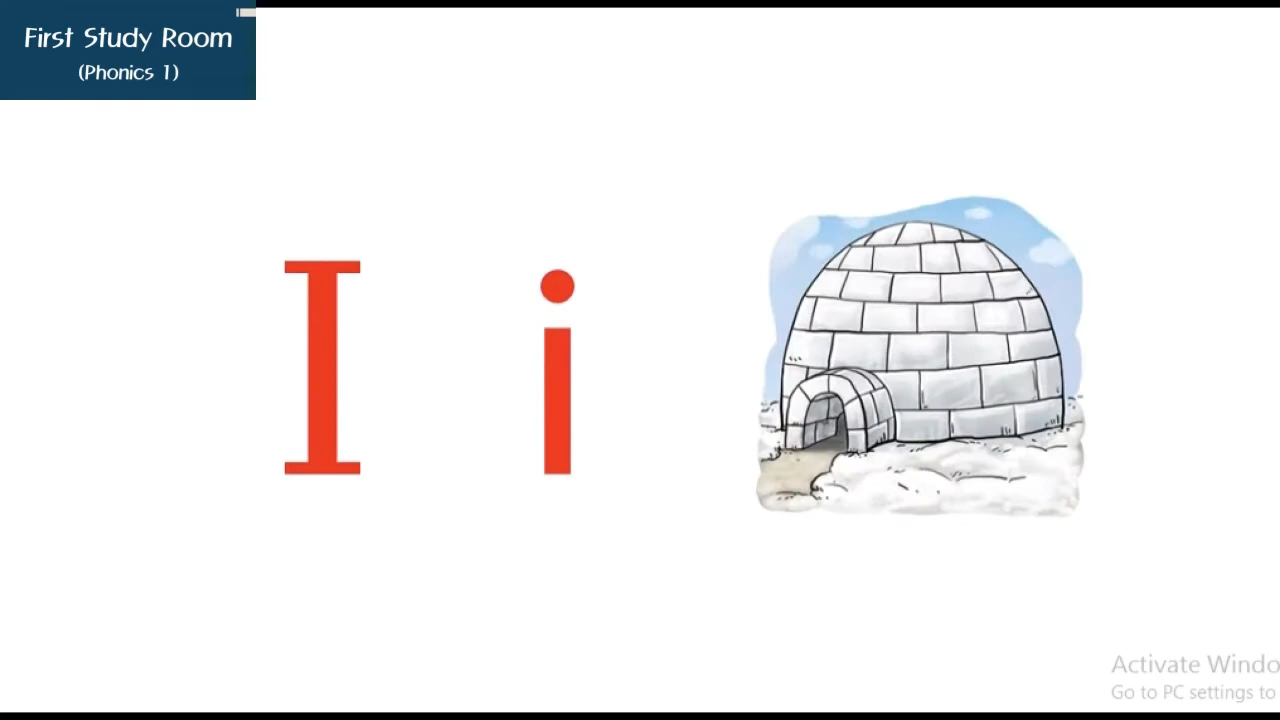 First Study Room
(Phonics 1)
I i
Activate Windo
Go to PC settings to